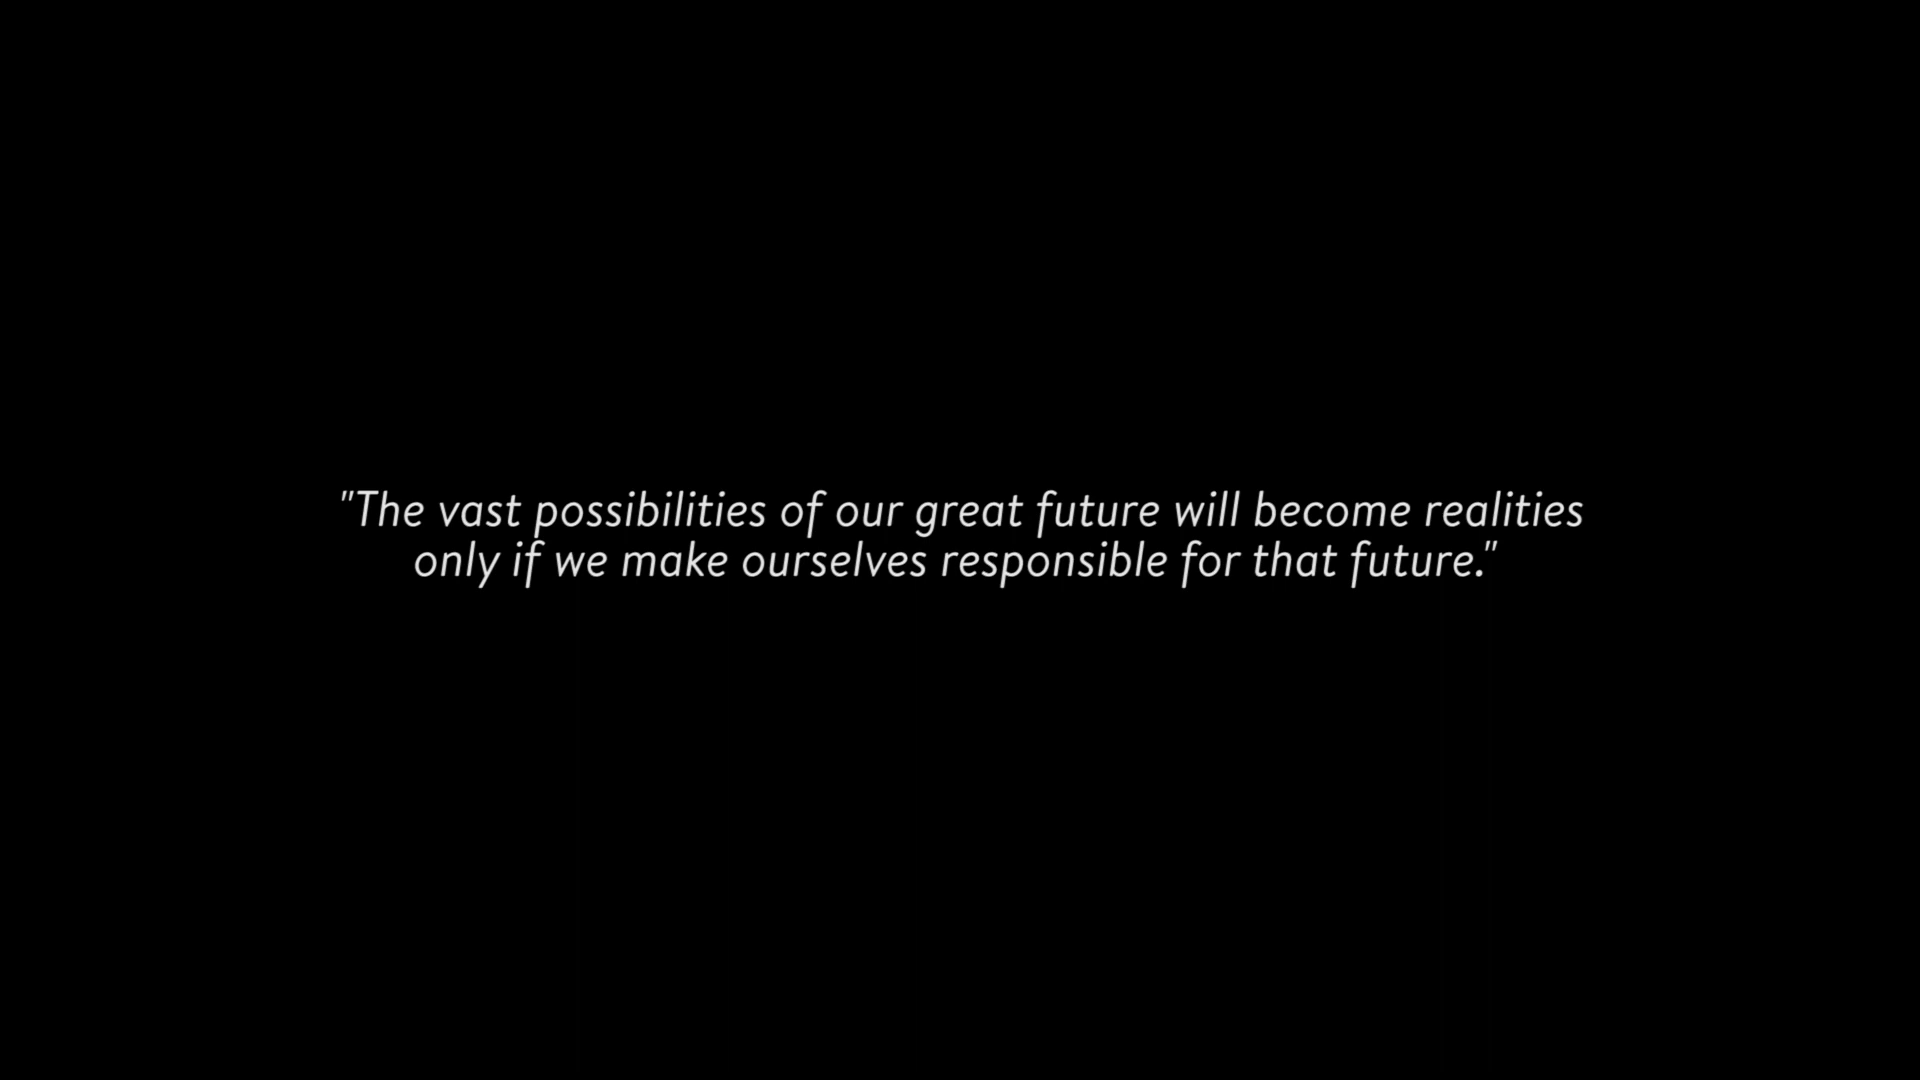 "The vast possibilities of our great future will become realities
only if we make ourselves responsible for that future."